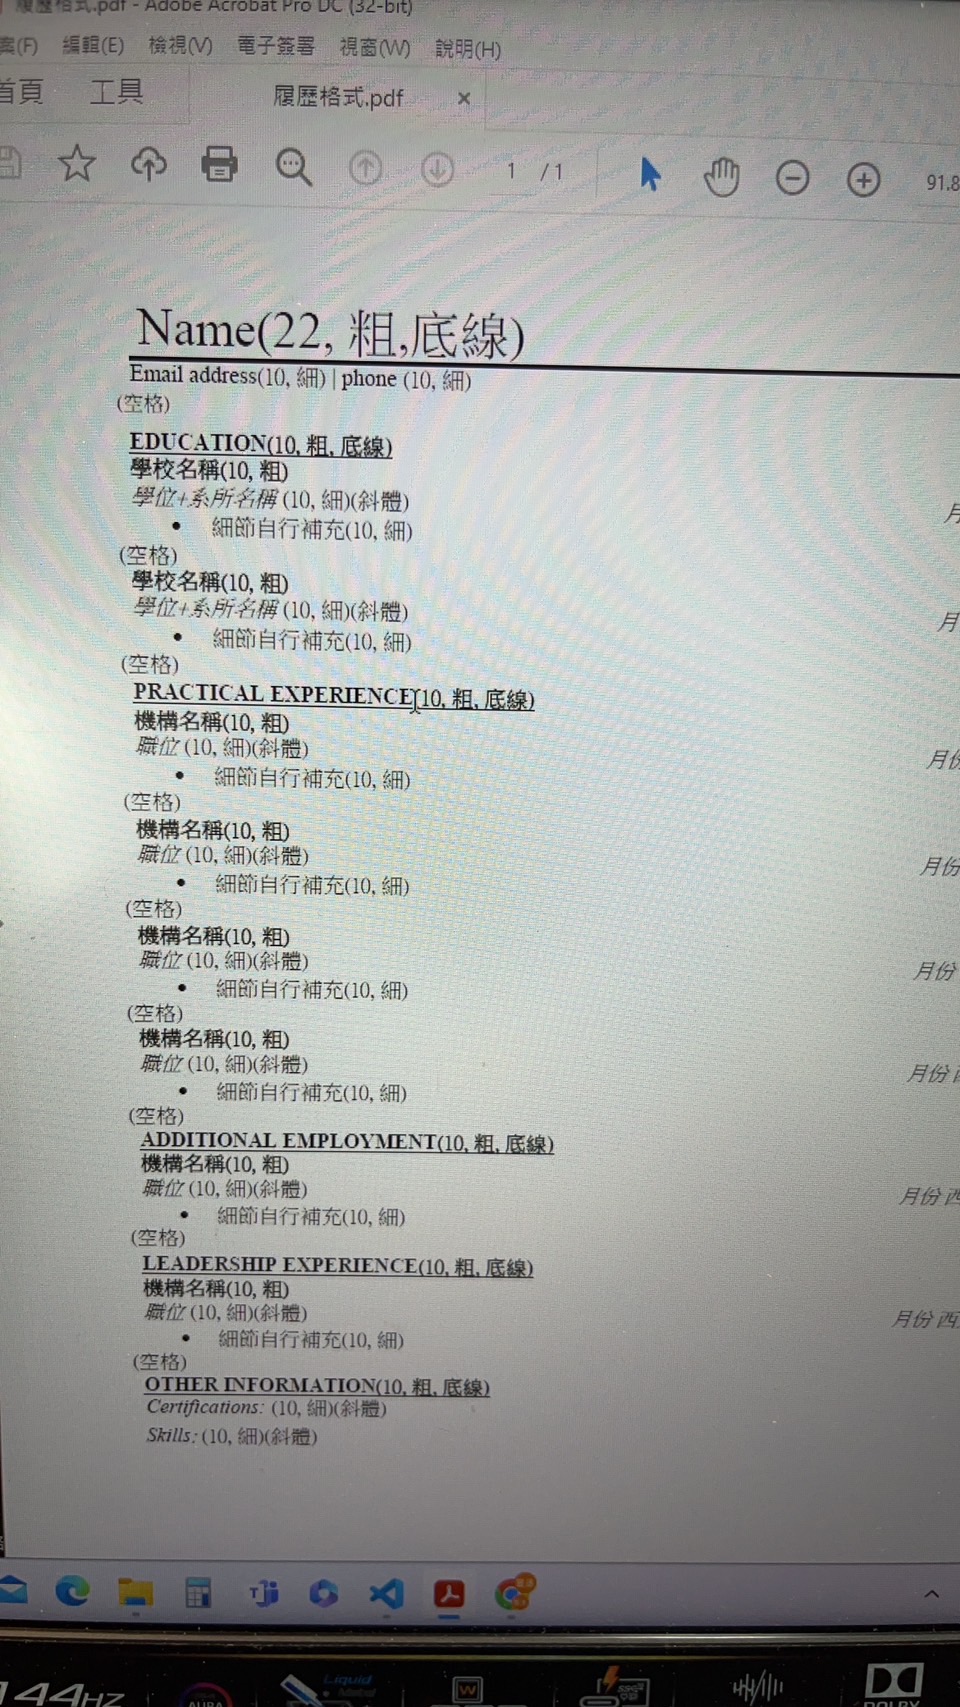 履歷格式.pdf - Adobe Acrobat Pro DC (32-bit)
案(F) 編輯(E) 檢視(V) 電子簽署 視窗(W) 說明(H)
首頁 工具 履歷格式.pdf ×
1 / 1 91.8
Name(22, 粗,底線)
Email address(10, 細) | phone (10, 細)
(空格)
EDUCATION(10, 粗, 底線)
學校名稱(10, 粗)
學位+系所名稱 (10, 細)(斜體) 月
• 細節自行補充(10, 細)
(空格)
學校名稱(10, 粗)
學位+系所名稱 (10, 細)(斜體) 月
• 細節自行補充(10, 細)
(空格)
PRACTICAL EXPERIENCE(10, 粗, 底線)
機構名稱(10, 粗)
職位 (10, 細)(斜體) 月份
• 細節自行補充(10, 細)
(空格)
機構名稱(10, 粗)
職位 (10, 細)(斜體) 月份
• 細節自行補充(10, 細)
(空格)
機構名稱(10, 粗)
職位 (10, 細)(斜體) 月份
• 細節自行補充(10, 細)
(空格)
機構名稱(10, 粗)
職位 (10, 細)(斜體) 月份 西
• 細節自行補充(10, 細)
(空格)
ADDITIONAL EMPLOYMENT(10, 粗, 底線)
機構名稱(10, 粗)
職位 (10, 細)(斜體) 月份 西
• 細節自行補充(10, 細)
(空格)
LEADERSHIP EXPERIENCE(10, 粗, 底線)
機構名稱(10, 粗)
職位 (10, 細)(斜體) 月份 西
• 細節自行補充(10, 細)
(空格)
OTHER INFORMATION(10, 粗, 底線)
Certifications: (10, 細)(斜體)
Skills: (10, 細)(斜體)
144HZ AURA Liquid Metal DOLBY